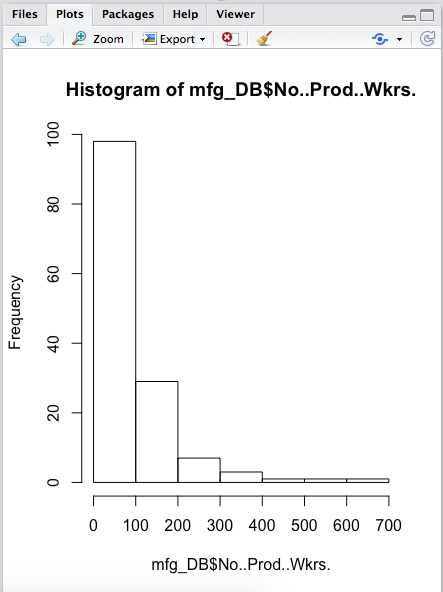 Files Plots Packages Help Viewer
Zoom Export
Histogram of mfg_DB$No..Prod..Wkrs.
Frequency
100
80
60
40
20
0
0 100 200 300 400 500 600 700
mfg_DB$No..Prod..Wkrs.